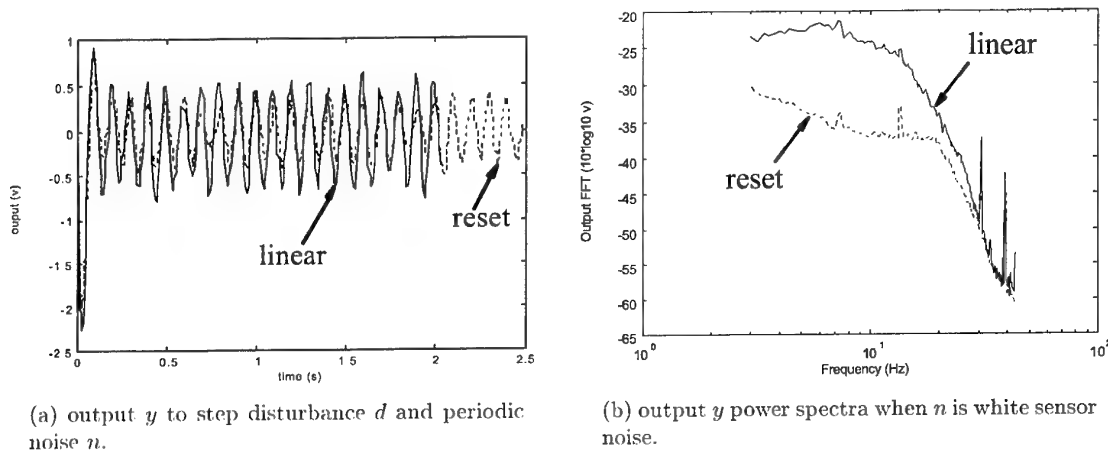 1
0.5
0
-0.5
-1
-1 5
-2
-2 5
ouput (v)
0
0.5
1
1 5
2
2.5
time (s)
linear
reset
(a) output y to step disturbance d and periodic
noise n.
-20
-25
-30
-35
-40
-45
-50
-55
-60
-65
Output FFT (10*log10 v)
10^0
10^1
10^2
Frequency (Hz)
linear
reset
(b) output y power spectra when n is white sensor
noise.